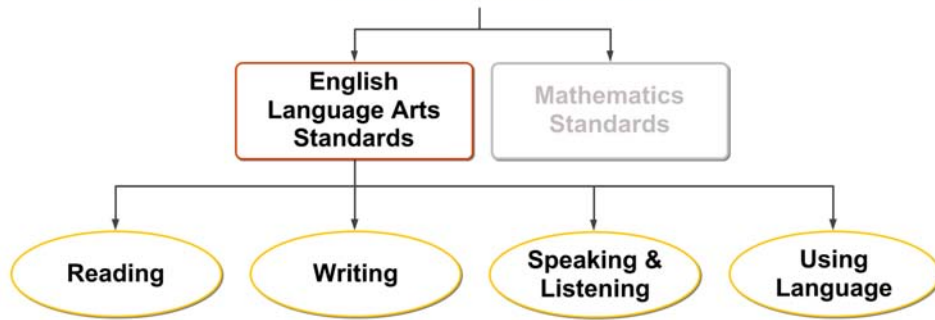 English
Language Arts
Standards
Mathematics
Standards
Reading
Writing
Speaking &
Listening
Using
Language